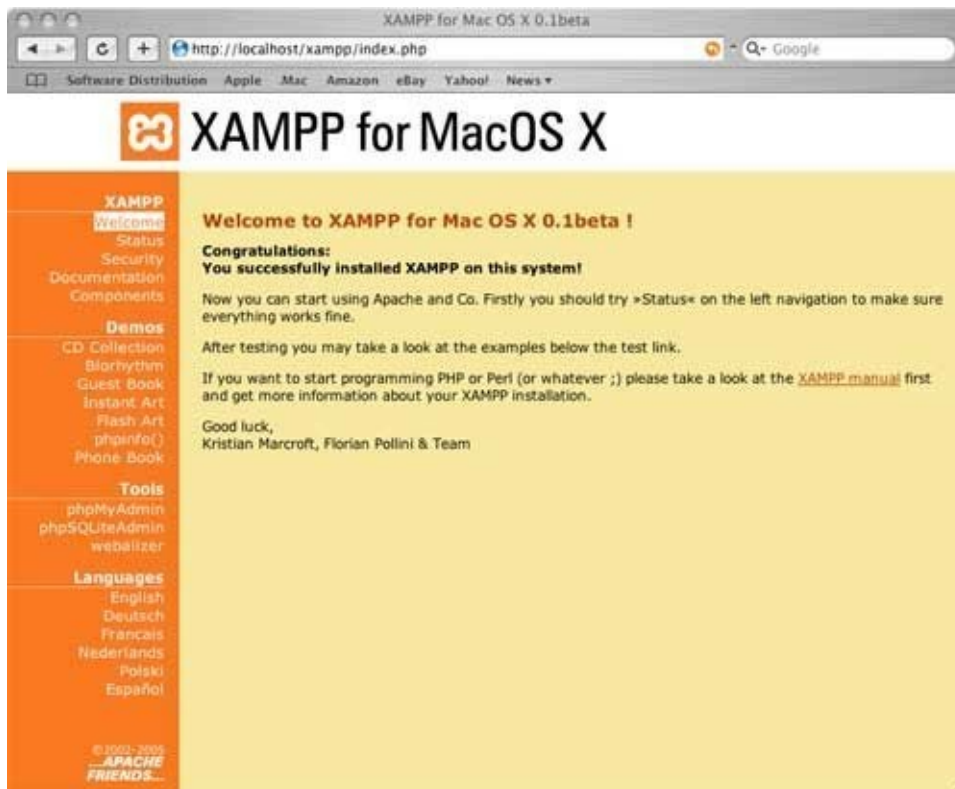 XAMPP for Mac OS X 0.1beta
http://localhost/xampp/index.php
Google
Software Distribution Apple Mac Amazon eBay Yahoo! News
XAMPP for MacOS X
XAMPP
Welcome
Status
Security
Documentation
Components
Demos
CD Collection
Biorhythm
Guest Book
Instant Art
Flash Art
phpinfo()
Phone Book
Tools
phpMyAdmin
phpSQLiteAdmin
webalizer
Languages
English
Deutsch
Francais
Nederlands
Polski
Español
©2002-2005
...APACHE
FRIENDS...
Welcome to XAMPP for Mac OS X 0.1beta !
Congratulations:
You successfully installed XAMPP on this system!
Now you can start using Apache and Co. Firstly you should try »Status« on the left navigation to make sure
everything works fine.
After testing you may take a look at the examples below the test link.
If you want to start programming PHP or Perl (or whatever ;) please take a look at the XAMPP manual first
and get more information about your XAMPP installation.
Good luck,
Kristian Marcroft, Florian Pollini & Team